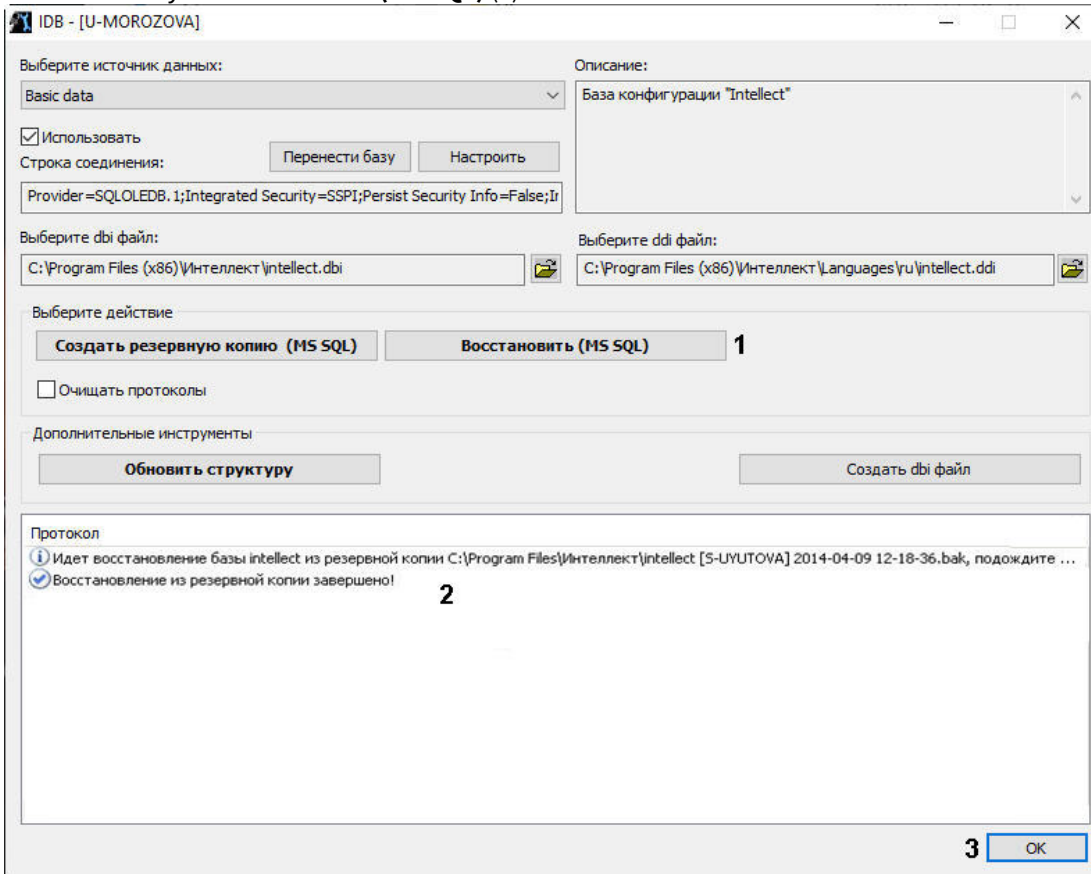 IDB - [U-MOROZOVA]
Выберите источник данных:
Описание:
Basic data
База конфигурации "Intellect"
Использовать
Строка соединения:
Перенести базу
Настроить
Provider=SQLOLEDB.1;Integrated Security=SSPI;Persist Security Info=False;Ir
Выберите dbi файл:
Выберите ddi файл:
C:\Program Files (x86)\Интеллект\intellect.dbi
C:\Program Files (x86)\Интеллект\Languages\ru\intellect.ddi
Выберите действие
Создать резервную копию (MS SQL)
Восстановить (MS SQL)
1
Очищать протоколы
Дополнительные инструменты
Обновить структуру
Создать dbi файл
Протокол
Идет восстановление базы intellect из резервной копии C:\Program Files\Интеллект\intellect [S-UYUTOVA] 2014-04-09 12-18-36.bak, подождите ...
Восстановление из резервной копии завершено!
2
3
OK